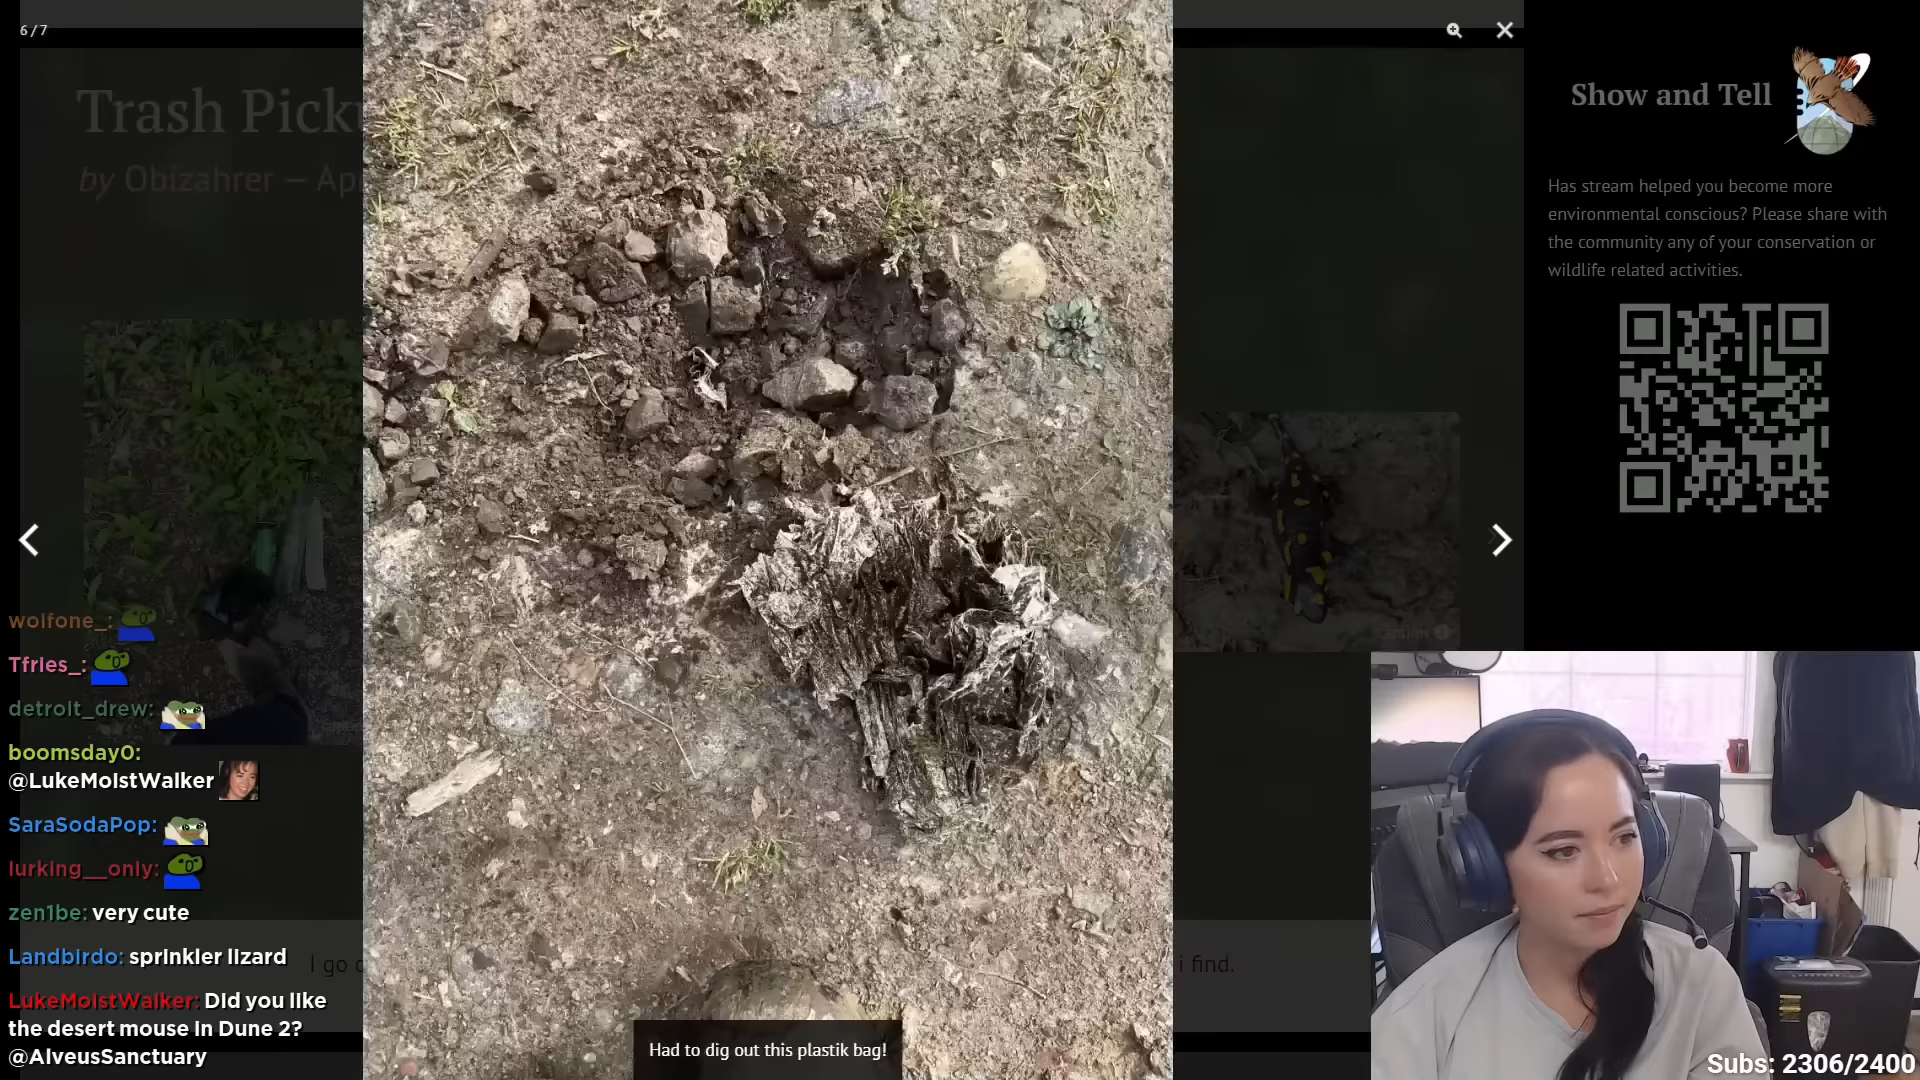 6/7
Trash Pick
by Obizahrer — Ap
Show and Tell
Has stream helped you become more
environmental conscious? Please share with
the community any of your conservation or
wildlife related activities.
caption
wolfone_:
Tfries_:
detroit_drew:
boomsday0:
@LukeMoistWalker
SaraSodaPop:
lurking__only:
zen1be: very cute
Landbirdo: sprinkler lizard
I go
i find.
LukeMoistWalker: Did you like
the desert mouse in Dune 2?
@AlveusSanctuary
Had to dig out this plastik bag!
Subs: 2306/2400